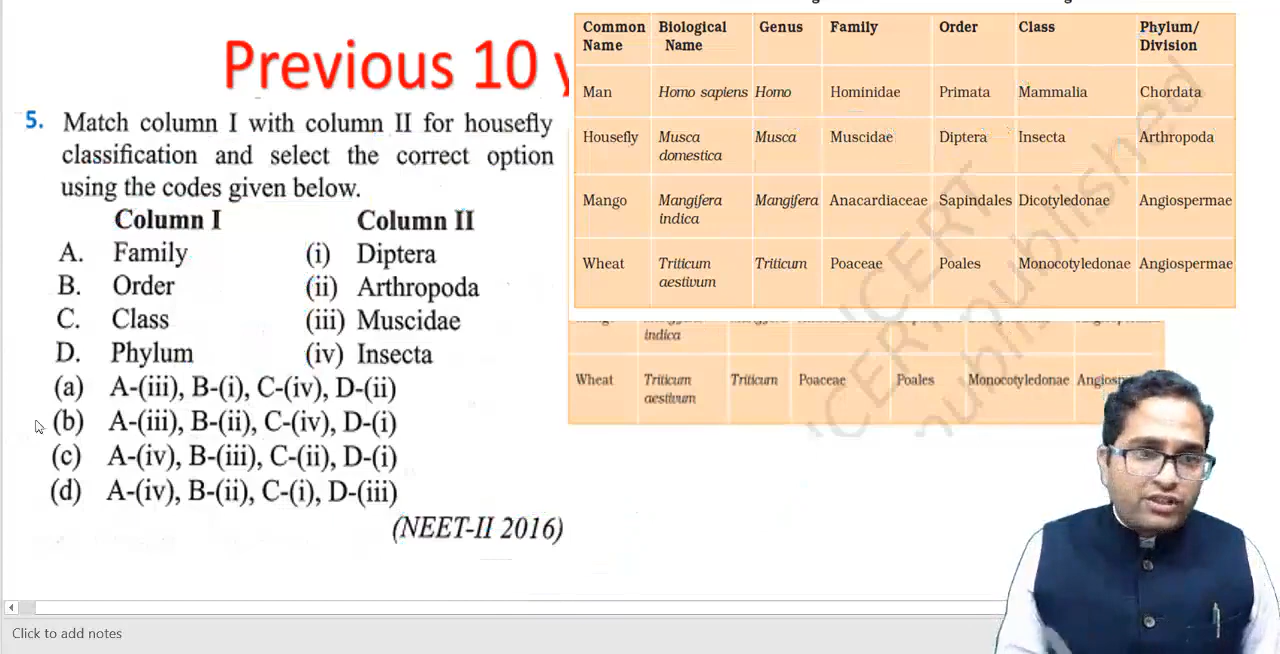 Previous 10 y
5. Match column I with column II for housefly
classification and select the correct option
using the codes given below.
Column I Column II
A. Family (i) Diptera
B. Order (ii) Arthropoda
C. Class (iii) Muscidae
D. Phylum (iv) Insecta
(a) A-(iii), B-(i), C-(iv), D-(ii)
(b) A-(iii), B-(ii), C-(iv), D-(i)
(c) A-(iv), B-(iii), C-(ii), D-(i)
(d) A-(iv), B-(ii), C-(i), D-(iii)
(NEET-II 2016)
Common Biological Genus Family Order Class Phylum/
Name Name Division
Man Homo sapiens Homo Hominidae Primata Mammalia Chordata
Housefly Musca Musca Muscidae Diptera Insecta Arthropoda
domestica
Mango Mangifera Mangifera Anacardiaceae Sapindales Dicotyledonae Angiospermae
indica
Wheat Triticum Triticum Poaceae Poales Monocotyledonae Angiospermae
aestivum
indica
Wheat Triticum Triticum Poaceae Poales Monocotyledonae Angiosp
aestivum
NCERT
published
Click to add notes